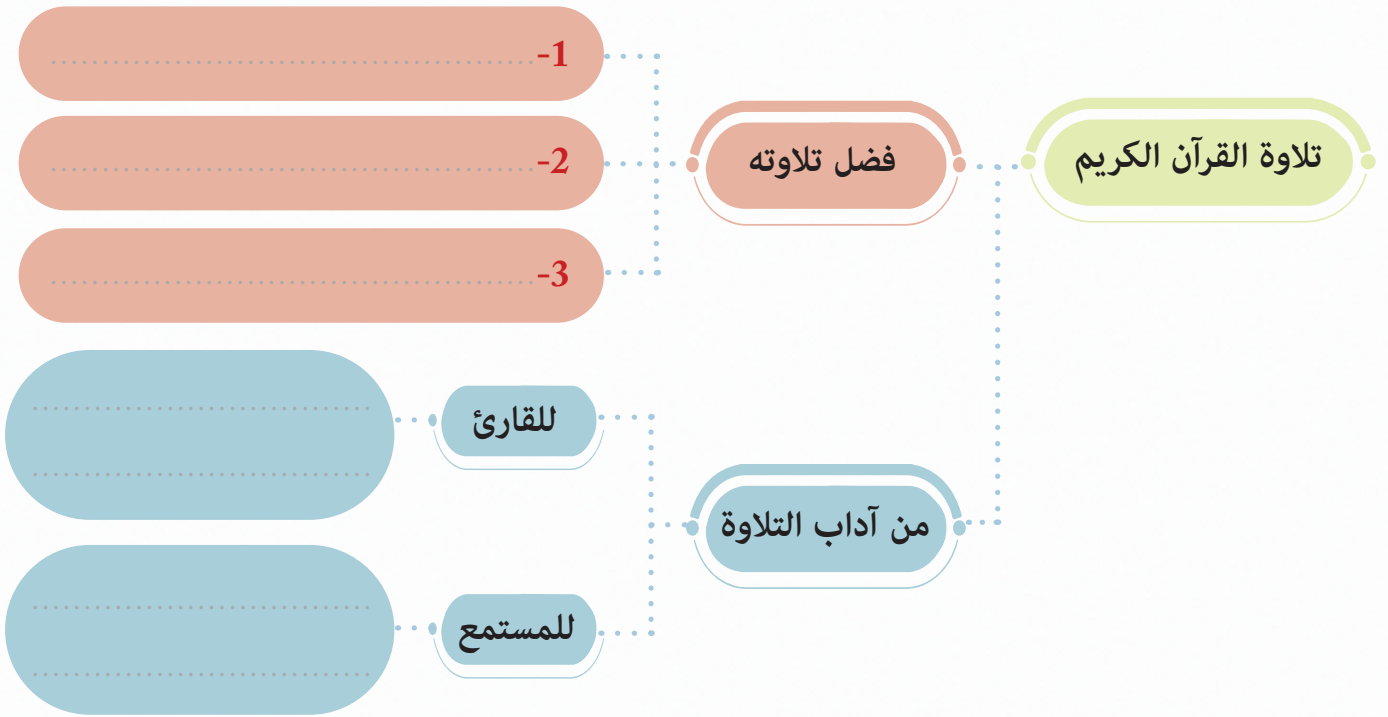 تلاوة القرآن الكريم
فضل تلاوته
1- ................................................
2- ................................................
3- ................................................
من آداب التلاوة
للقارئ
................................
................................
للمستمع
................................
................................